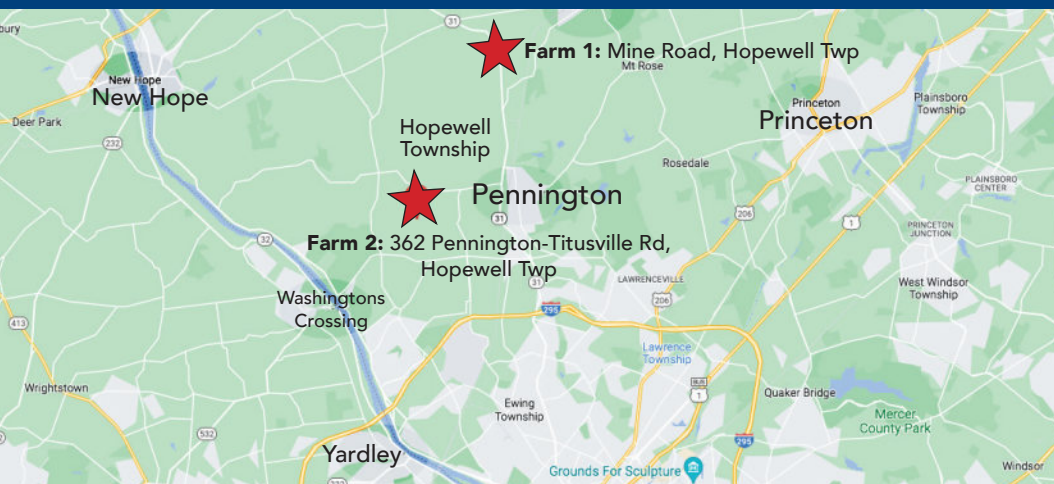 bury
31
Farm 1: Mine Road, Hopewell Twp
Mt Rose
New Hope
New Hope
Deer Park
232
Hopewell
Township
Princeton
Princeton
Plainsboro
Township
Rosedale
Pennington
PLAINSBORO
CENTER
31
206
1
PRINCETON
JUNCTION
32
Farm 2: 362 Pennington-Titusville Rd,
Hopewell Twp
31
LAWRENCEVILLE
206
West Windsor
Township
Washingtons
Crossing
295
413
Lawrence
Township
Wrightstown
BUS
1
Quaker Bridge
Ewing
Township
Mercer
County Park
532
295
Yardley
Grounds For Sculpture
Windsor
332